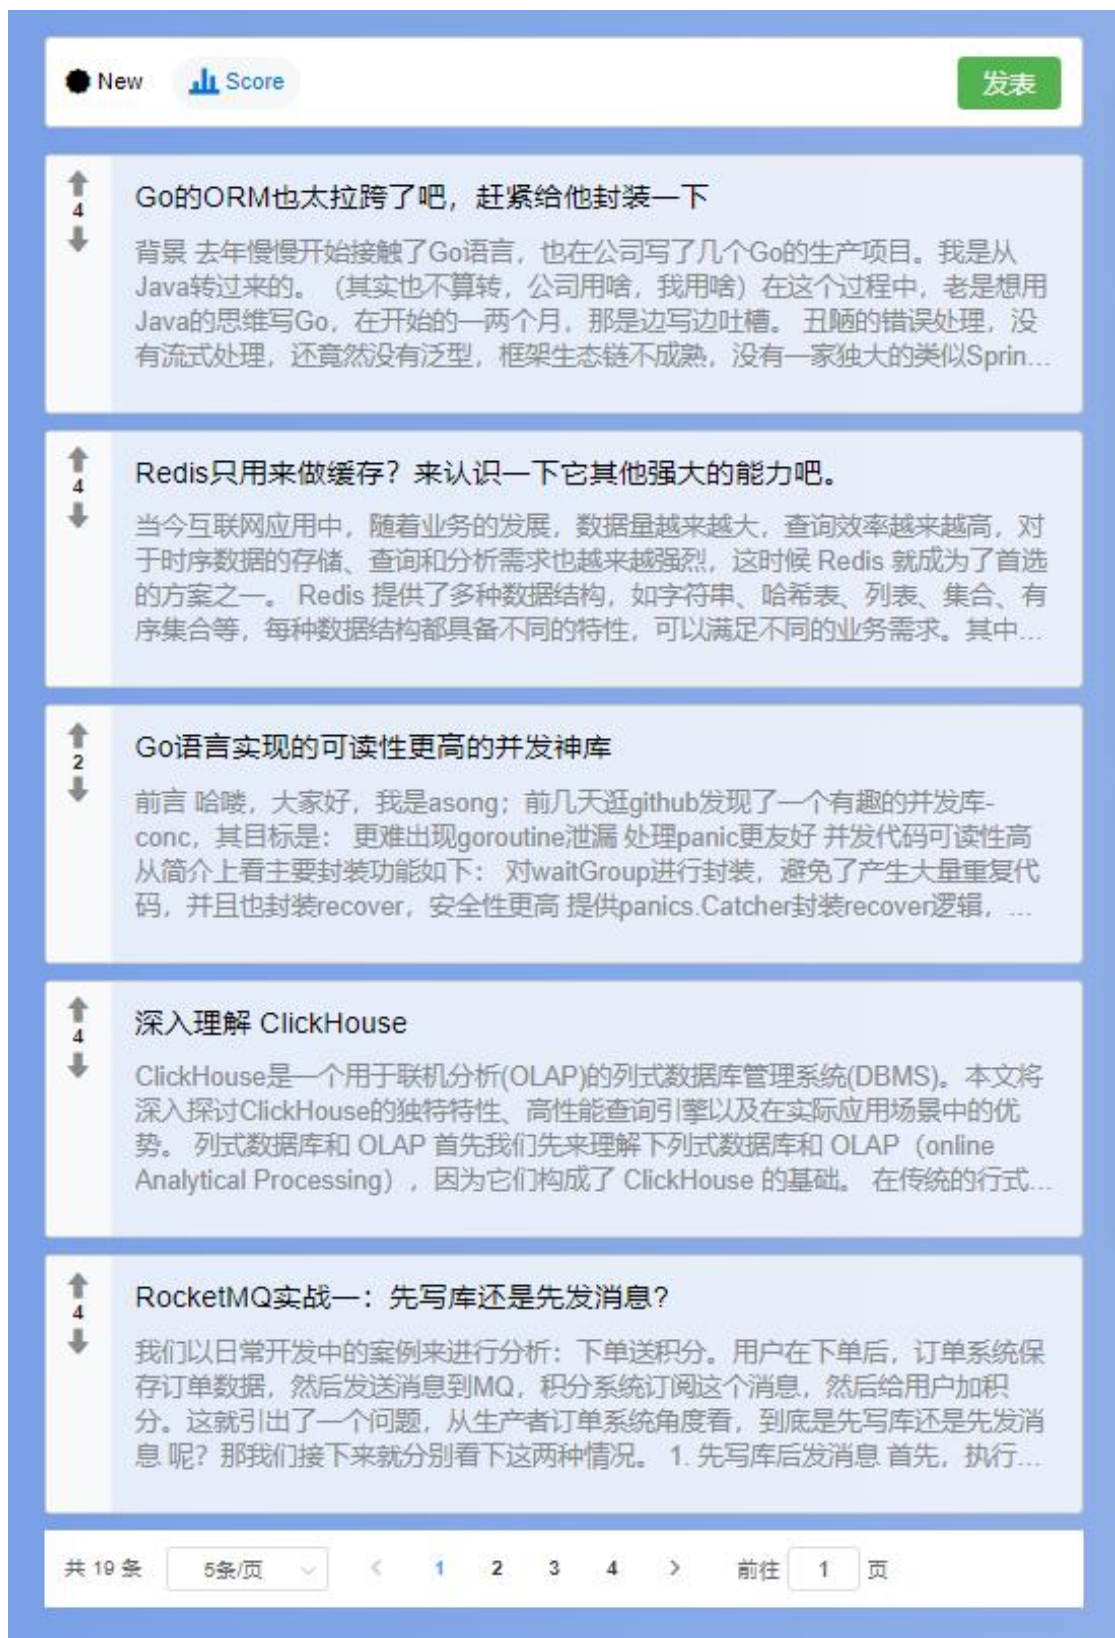 New Score 发表
4
Go的ORM也太拉跨了吧，赶紧给他封装一下
背景 去年慢慢开始接触了Go语言，也在公司写了几个Go的生产项目。我是从
Java转过来的。（其实也不算转，公司用啥，我用啥）在这个过程中，老是想用
Java的思维写Go，在开始的一两个月，那是边写边吐槽。 丑陋的错误处理，没
有流式处理，还竟然没有泛型，框架生态链不成熟，没有一家独大的类似Sprin...
4
Redis只用来做缓存？来认识一下它其他强大的能力吧。
当今互联网应用中，随着业务的发展，数据量越来越大，查询效率越来越高，对
于时序数据的存储、查询和分析需求也越来越强烈，这时候 Redis 就成为了首选
的方案之一。 Redis 提供了多种数据结构，如字符串、哈希表、列表、集合、有
序集合等，每种数据结构都具备不同的特性，可以满足不同的业务需求。其中...
2
Go语言实现的可读性更高的并发神库
前言 哈喽，大家好，我是asong；前几天逛github发现了一个有趣的并发库-
conc，其目标是： 更难出现goroutine泄漏 处理panic更友好 并发代码可读性高
从简介上看主要封装功能如下： 对waitGroup进行封装，避免了产生大量重复代
码，并且也封装recover，安全性更高 提供panics.Catcher封装recover逻辑，...
4
深入理解 ClickHouse
ClickHouse是一个用于联机分析(OLAP)的列式数据库管理系统(DBMS)。本文将
深入探讨ClickHouse的独特特性、高性能查询引擎以及在实际应用场景中的优
势。 列式数据库和 OLAP 首先我们先来理解下列式数据库和 OLAP（online
Analytical Processing），因为它们构成了 ClickHouse 的基础。 在传统的行式...
4
RocketMQ实战一：先写库还是先发消息？
我们以日常开发中的案例来进行分析：下单送积分。用户在下单后，订单系统保
存订单数据，然后发送消息到MQ，积分系统订阅这个消息，然后给用户加积
分。这就引出了一个问题，从生产者订单系统角度看，到底是先写库还是先发消
息 呢？那我们接下来就分别看下这两种情况。 1. 先写库后发消息 首先，执行...
共 19 条 5条/页 < 1 2 3 4 > 前往 1 页